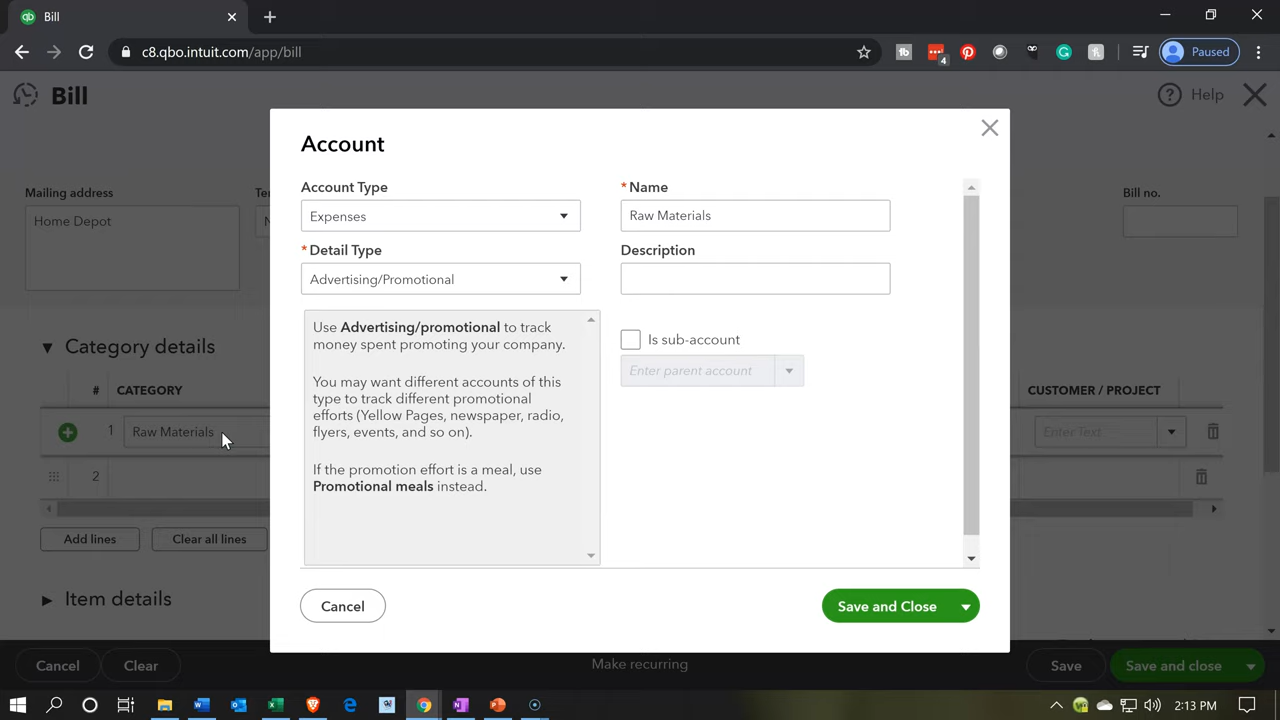 qb Bill
c8.qbo.intuit.com/app/bill
4
Paused
Bill
Help
Mailing address
Bill no.
Home Depot
Account
Account Type
* Name
Expenses
Raw Materials
* Detail Type
Description
Advertising/Promotional
Use Advertising/promotional to track
money spent promoting your company.
You may want different accounts of this
type to track different promotional
efforts (Yellow Pages, newspaper, radio,
flyers, events, and so on).
If the promotion effort is a meal, use
Promotional meals instead.
Is sub-account
Enter parent account
Cancel
Save and Close
Category details
# CATEGORY CUSTOMER / PROJECT
1 Raw Materials Enter Text
2
Add lines Clear all lines
Item details
Cancel Clear Make recurring Save Save and close
2:13 PM